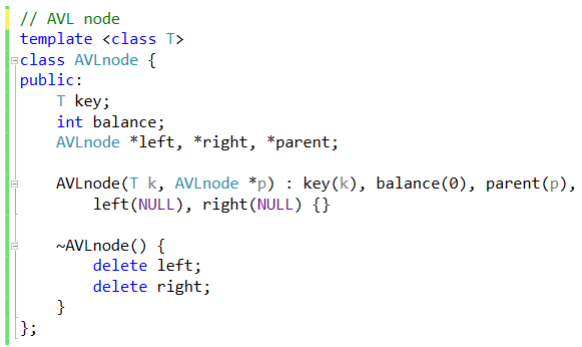 // AVL node
template <class T>
class AVLnode {
public:
    T key;
    int balance;
    AVLnode *left, *right, *parent;

    AVLnode(T k, AVLnode *p) : key(k), balance(0), parent(p),
        left(NULL), right(NULL) {}

    ~AVLnode() {
        delete left;
        delete right;
    }
};